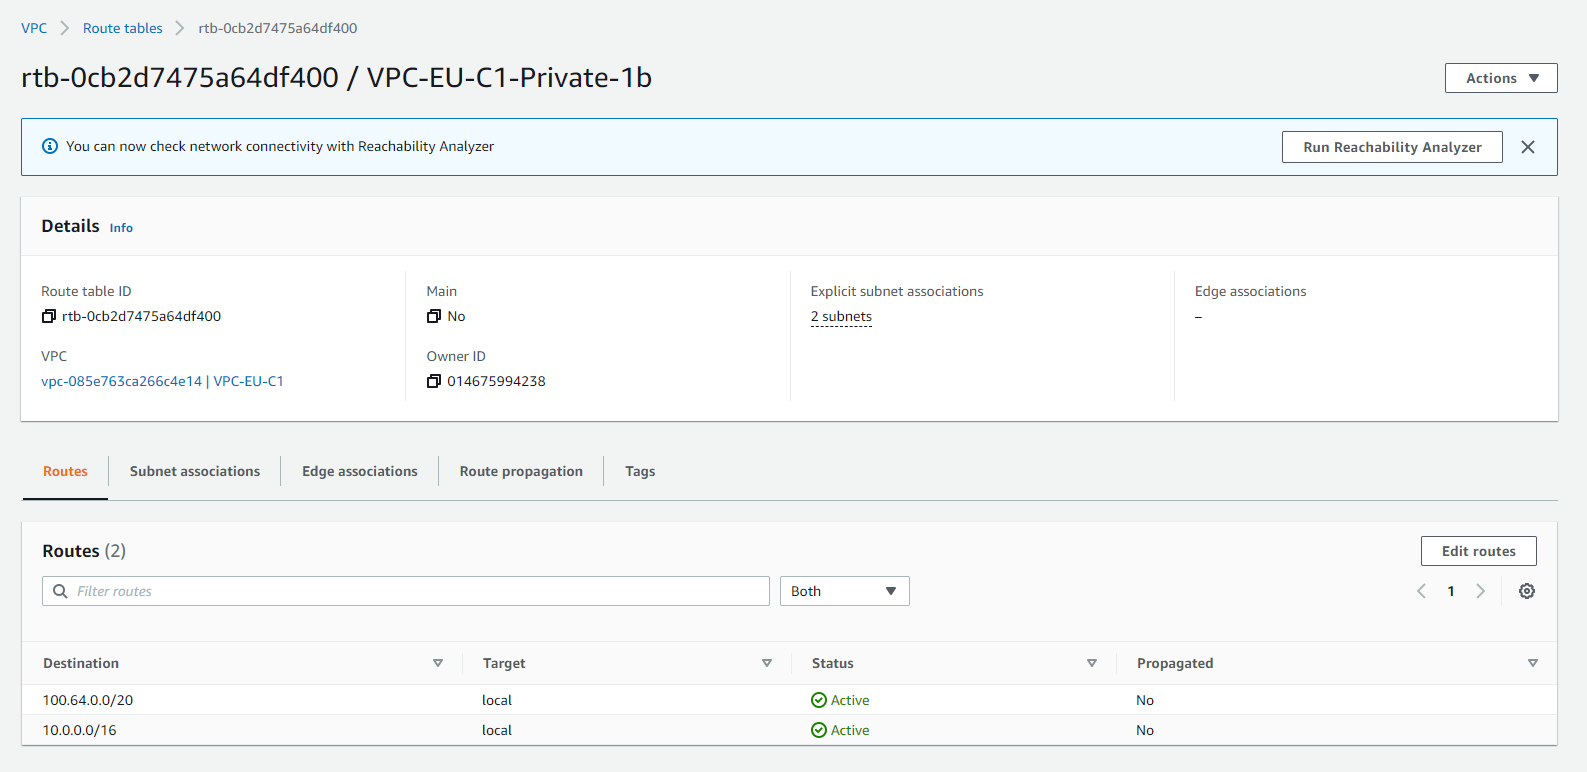 VPC > Route tables > rtb-0cb2d7475a64df400
rtb-0cb2d7475a64df400 / VPC-EU-C1-Private-1b
Actions
You can now check network connectivity with Reachability Analyzer
Run Reachability Analyzer
Details Info
Route table ID
rtb-0cb2d7475a64df400
VPC
vpc-085e763ca266c4e14 | VPC-EU-C1
Main
No
Owner ID
014675994238
Explicit subnet associations
2 subnets
Edge associations
–
Routes Subnet associations Edge associations Route propagation Tags
Routes (2)
Edit routes
Filter routes
Both
1
Destination Target Status Propagated
100.64.0.0/20 local Active No
10.0.0.0/16 local Active No